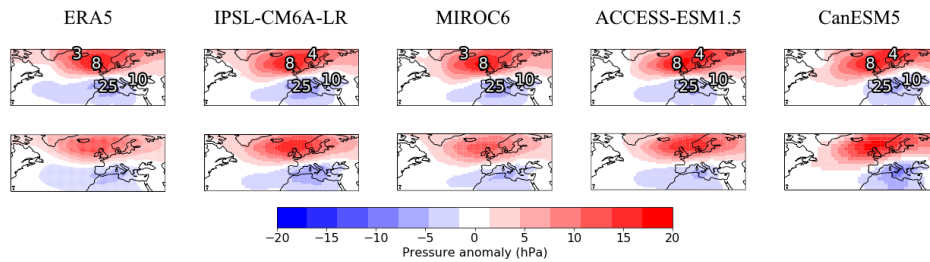 ERA5 IPSL-CM6A-LR MIROC6 ACCESS-ESM1.5 CanESM5
3 4 3 4 4
8 8 8 8 8
10 10 10 10 10
25 25 25 25 25
−20 −15 −10 −5 0 5 10 15 20
Pressure anomaly (hPa)